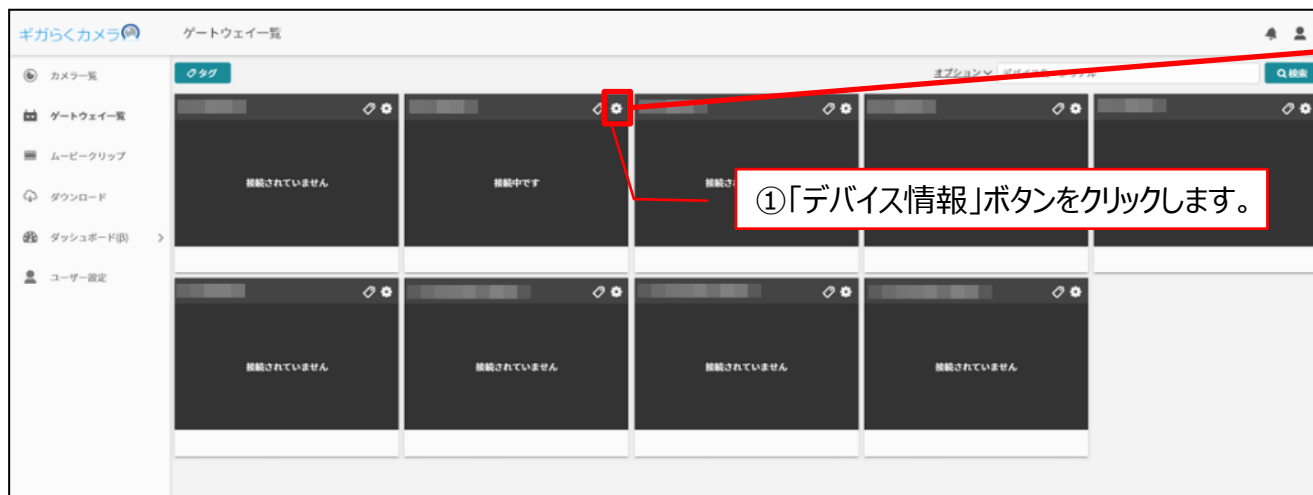 ギガらくカメラ
ゲートウェイ一覧
カメラ一覧
ゲートウェイ一覧
ムービークリップ
ダウンロード
ダッシュボード(B)
ユーザー設定
タグ
オプション
検索
接続されていません
接続中です
接続さ
①「デバイス情報」ボタンをクリックします。
接続されていません
接続されていません
接続されていません
接続されていません